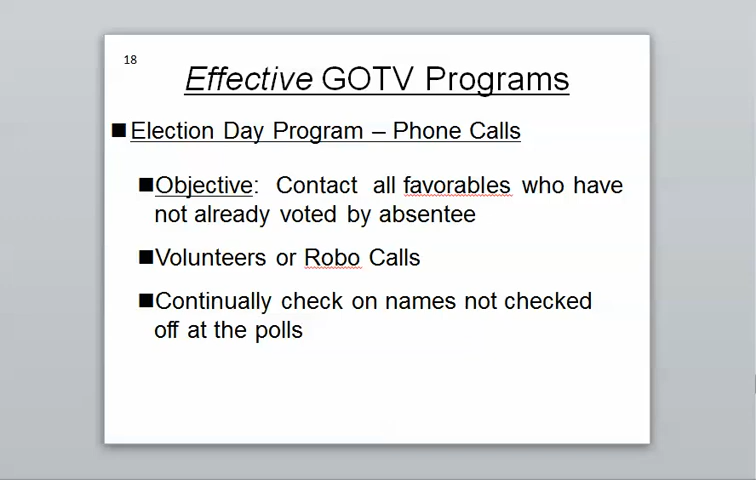 18
Effective GOTV Programs
■Election Day Program – Phone Calls
■Objective: Contact all favorables who have
not already voted by absentee
■Volunteers or Robo Calls
■Continually check on names not checked
off at the polls